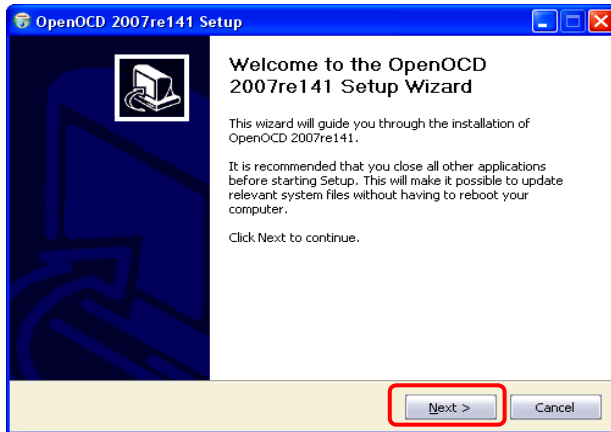 OpenOCD 2007re141 Setup
Welcome to the OpenOCD
2007re141 Setup Wizard
This wizard will guide you through the installation of
OpenOCD 2007re141.
It is recommended that you close all other applications
before starting Setup. This will make it possible to update
relevant system files without having to reboot your
computer.
Click Next to continue.
Next >
Cancel